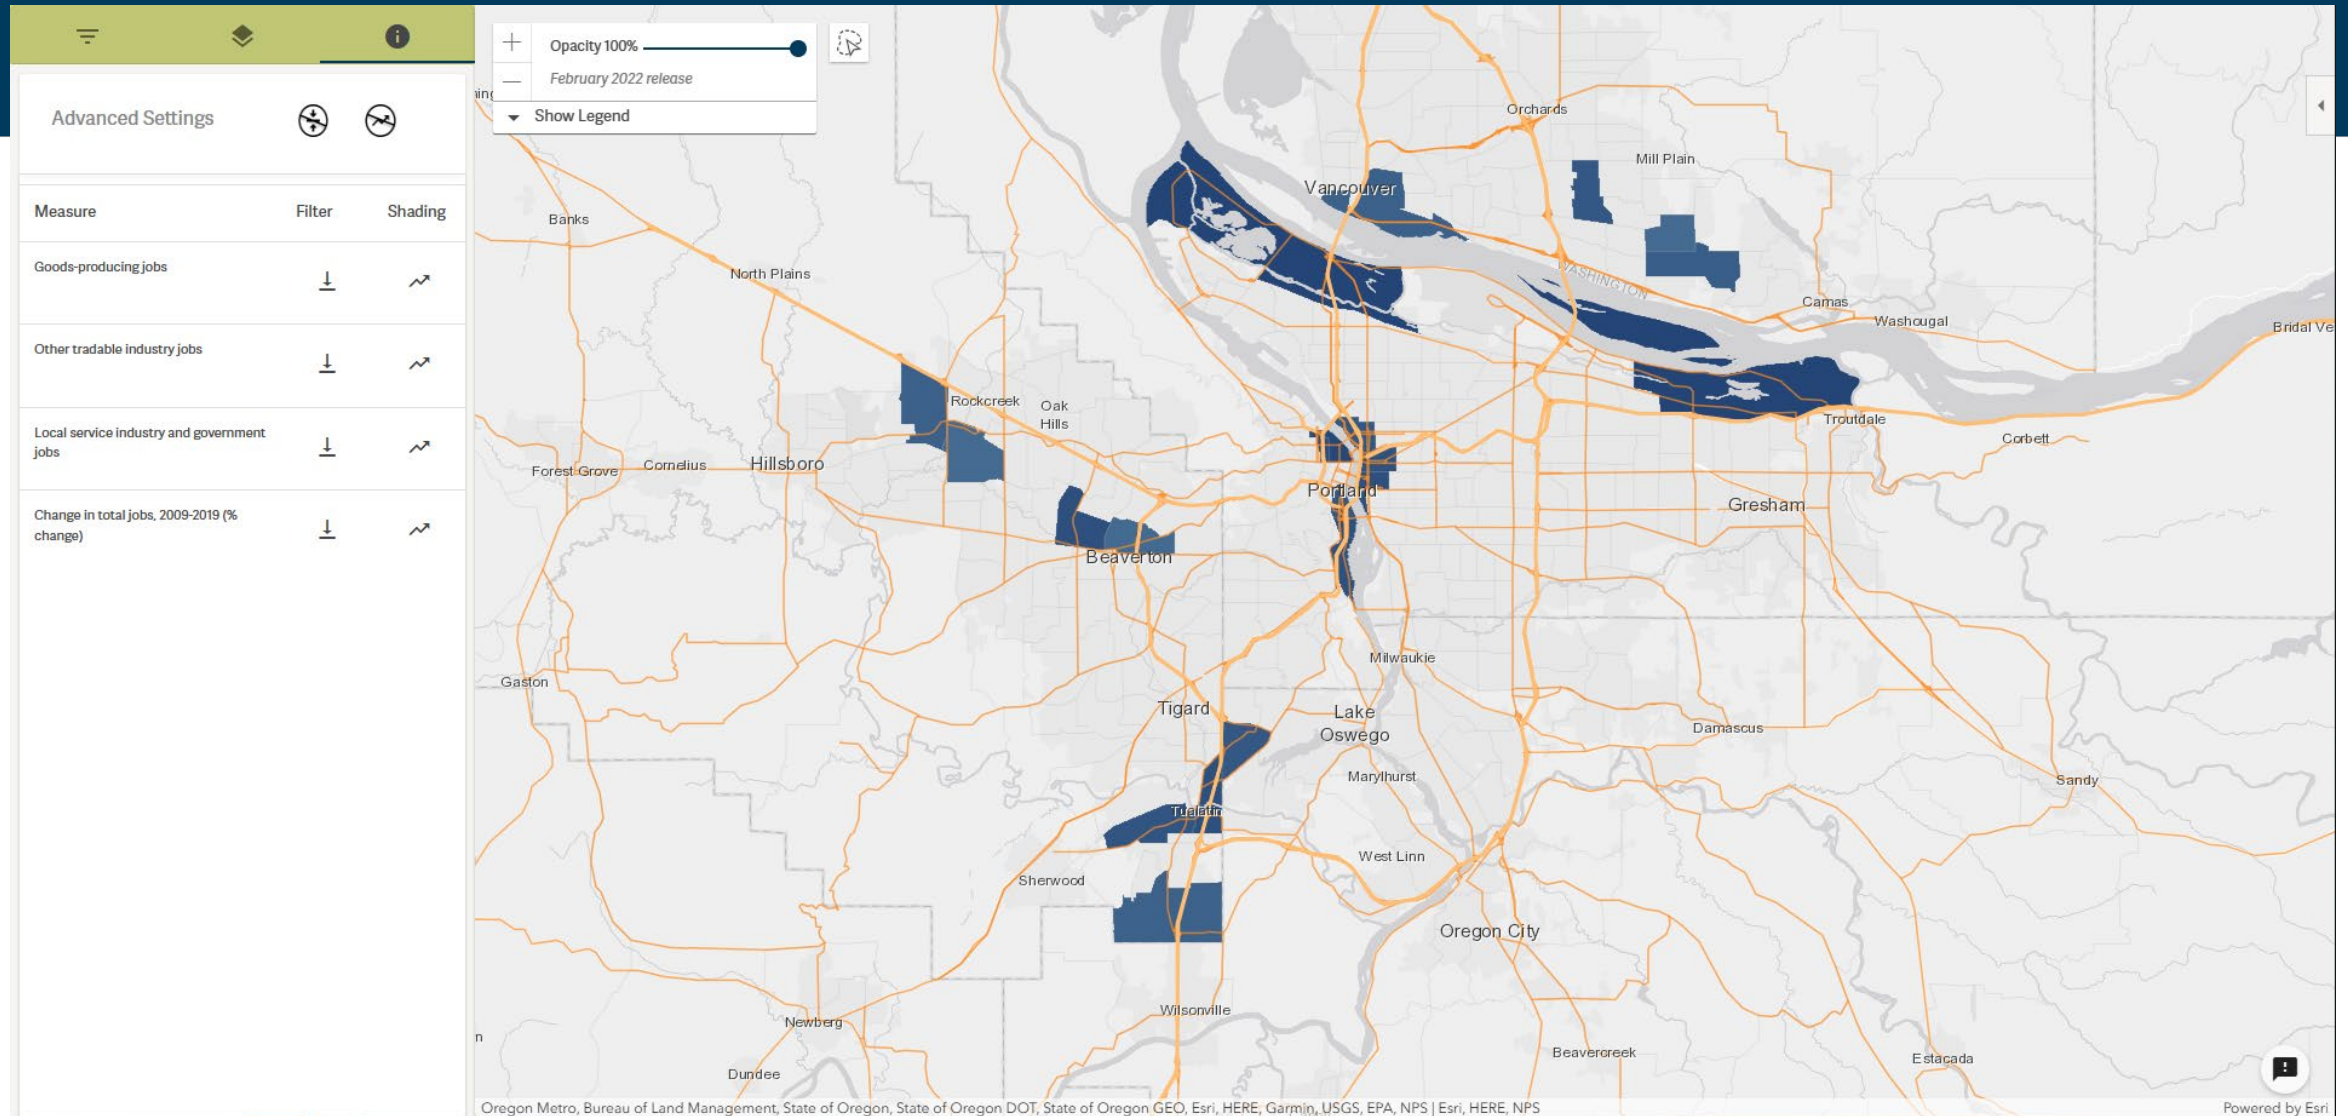 Advanced Settings
Measure Filter Shading
Goods-producing jobs
Other tradable industry jobs
Local service industry and government
jobs
Change in total jobs, 2009-2019 (%
change)
Opacity 100%
February 2022 release
Show Legend
Orchards
Mill Plain
Vancouver
Banks
North Plains
WASHINGTON
Camas
Washougal
Bridal Ve
Rockcreek
Oak
Hills
Troutdale
Corbett
Forest Grove
Cornelius
Hillsboro
Portland
Gresham
Beaverton
Milwaukie
Gaston
Tigard
Lake
Oswego
Damascus
Marylhurst
Sandy
Tualatin
West Linn
Sherwood
Oregon City
Wilsonville
Newberg
n
Beavercreek
Estacada
Dundee
Oregon Metro, Bureau of Land Management, State of Oregon, State of Oregon DOT, State of Oregon GEO, Esri, HERE, Garmin, USGS, EPA, NPS | Esri, HERE, NPS
Powered by Esri